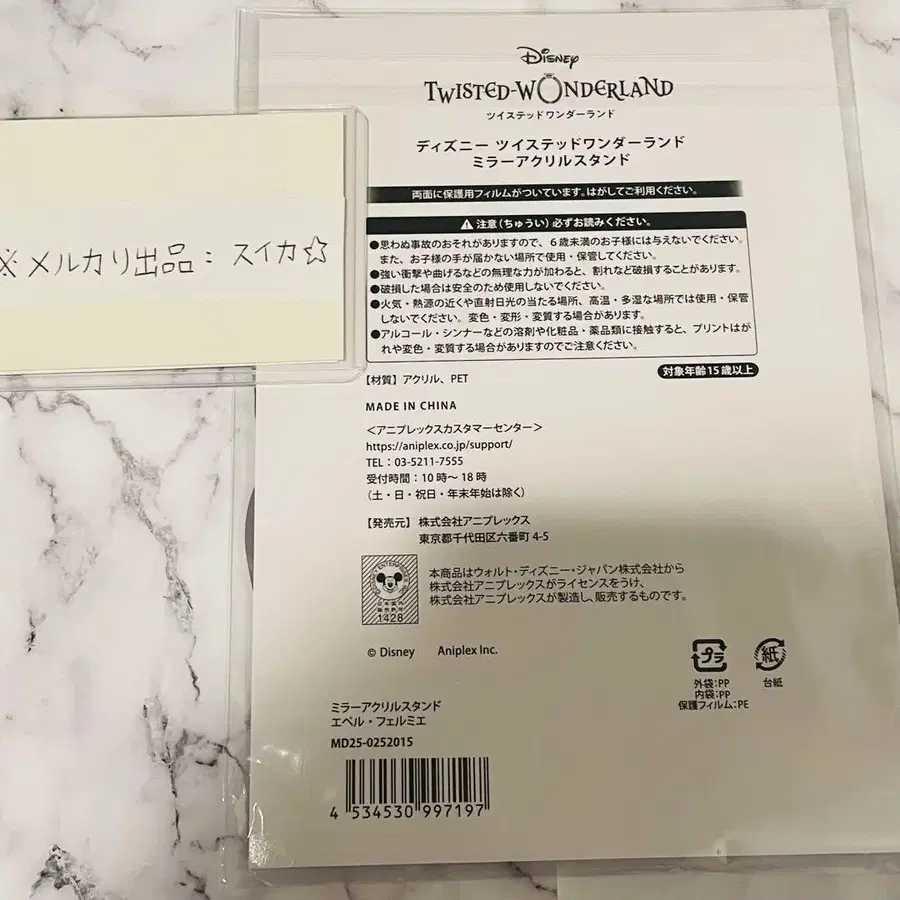 Disney
TWISTED-WONDERLAND
ツイステッドワンダーランド
ディズニー ツイステッドワンダーランド
ミラーアクリルスタンド
両面に保護用フィルムがついています。はがしてご利用ください。
※メルカリ出品：スイカ☆
注意（ちゅうい）必ずお読みください。
●思わぬ事故のおそれがありますので、6歳未満のお子様には与えないでください。
また、お子様の手が届かない場所で使用・保管してください。
●強い衝撃や曲げるなどの無理な力が加わると、割れなど破損することがあります。
●破損した場合は安全のため使用しないでください。
●火気・熱源の近くや直射日光の当たる場所、高温・多湿な場所では使用・保管
しないでください。変色・変形・変質する場合があります。
●アルコール・シンナーなどの溶剤や化粧品・薬品類に接触すると、プリントはが
れや変色・変質する場合がありますのでご注意ください。
対象年齢15歳以上
【材質】アクリル、PET
MADE IN CHINA
＜アニプレックスカスタマーセンター＞
https://aniplex.co.jp/support/
TEL：03-5211-7555
受付時間：10時〜18時
（土・日・祝日・年末年始は除く）
【発売元】株式会社アニプレックス
東京都千代田区六番町4-5
本商品はウォルト・ディズニー・ジャパン株式会社から
株式会社アニプレックスがライセンスをうけ、
株式会社アニプレックスが製造し、販売するものです。
1428
© Disney Aniplex Inc.
プラ
紙
外袋：PP
内袋：PP
保護フィルム：PE
台紙
ミラーアクリルスタンド
エペル・フェルミエ
MD25-0252015
4 534530 997197